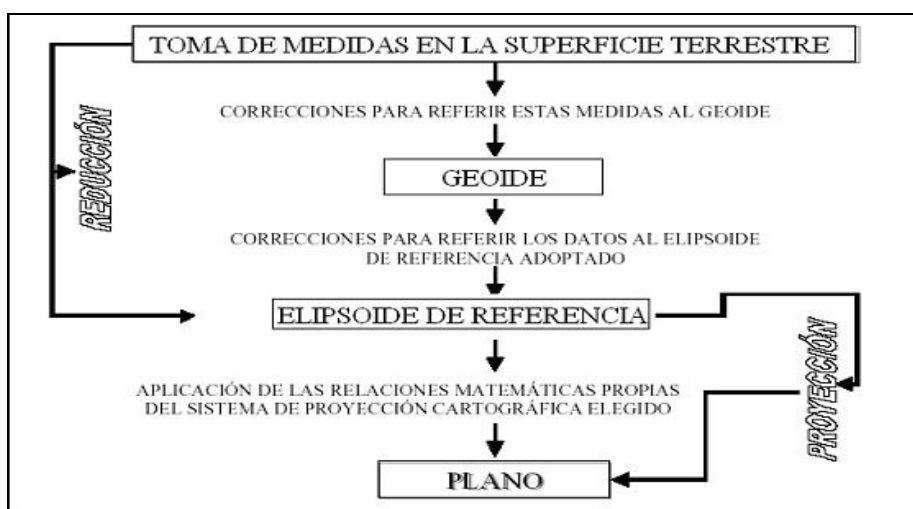 TOMA DE MEDIDAS EN LA SUPERFICIE TERRESTRE
CORRECCIONES PARA REFERIR ESTAS MEDIDAS AL GEOIDE
REDUCCIÓN
GEOIDE
CORRECCIONES PARA REFERIR LOS DATOS AL ELIPSOIDE
DE REFERENCIA ADOPTADO
ELIPSOIDE DE REFERENCIA
APLICACIÓN DE LAS RELACIONES MATEMÁTICAS PROPIAS
DEL SISTEMA DE PROYECCIÓN CARTOGRÁFICA ELEGIDO
PROYECCIÓN
PLANO